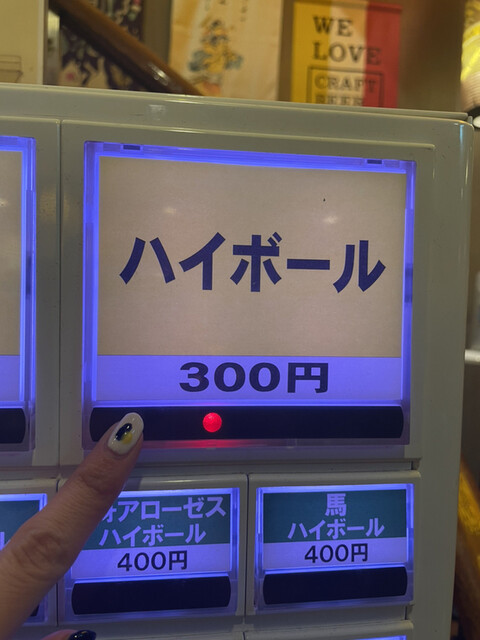 WE
LOVE
CRAFT
BEER
ハイボール
300円
ォアローゼス
ハイボール
400円
馬
ハイボール
400円